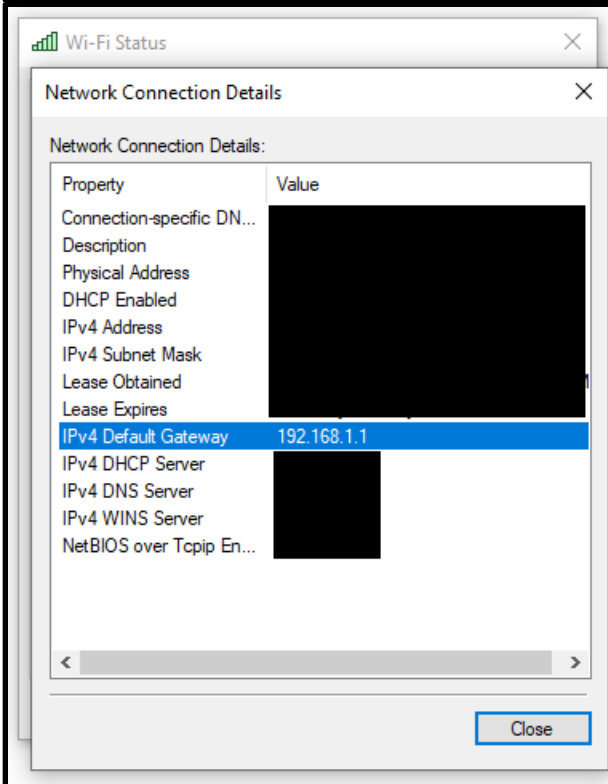 Wi-Fi Status
Network Connection Details
Network Connection Details:
Property Value
Connection-specific DN...
Description
Physical Address
DHCP Enabled
IPv4 Address
IPv4 Subnet Mask
Lease Obtained
Lease Expires
IPv4 Default Gateway 192.168.1.1
IPv4 DHCP Server
IPv4 DNS Server
IPv4 WINS Server
NetBIOS over Tcpip En...
Close